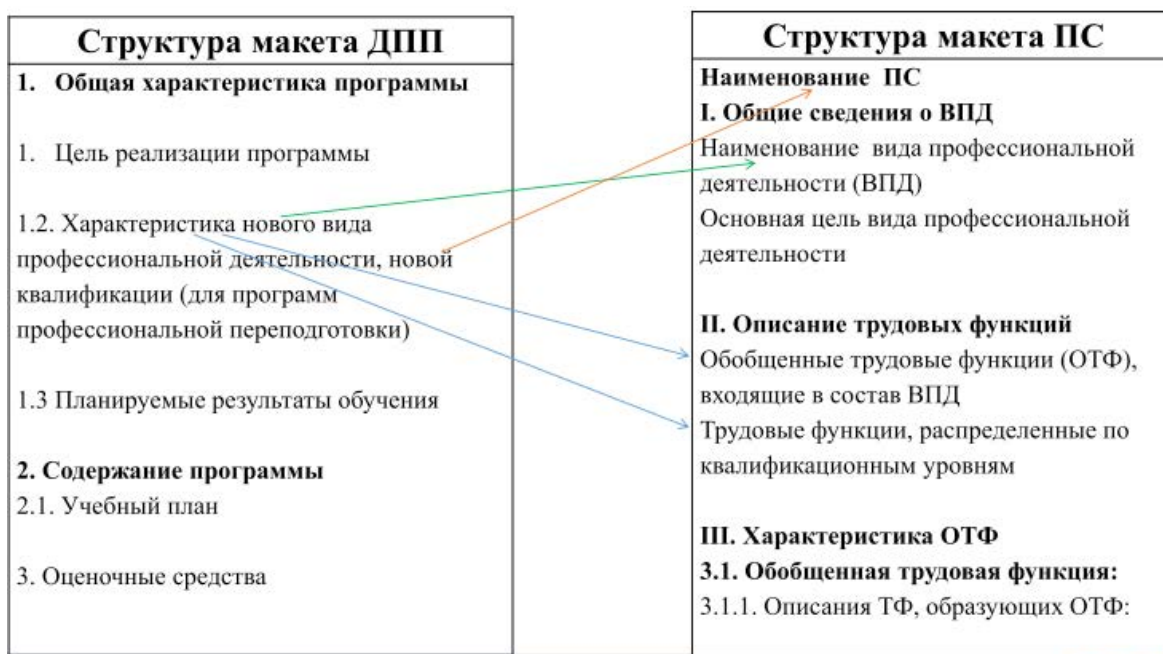 Структура макета ДПП
1. Общая характеристика программы
1. Цель реализации программы
1.2. Характеристика нового вида
профессиональной деятельности, новой
квалификации (для программ
профессиональной переподготовки)
1.3 Планируемые результаты обучения
2. Содержание программы
2.1. Учебный план
3. Оценочные средства
Структура макета ПС
Наименование ПС
I. Общие сведения о ВПД
Наименование вида профессиональной
деятельности (ВПД)
Основная цель вида профессиональной
деятельности
II. Описание трудовых функций
Обобщенные трудовые функции (ОТФ),
входящие в состав ВПД
Трудовые функции, распределенные по
квалификационным уровням
III. Характеристика ОТФ
3.1. Обобщенная трудовая функция:
3.1.1. Описания ТФ, образующих ОТФ: